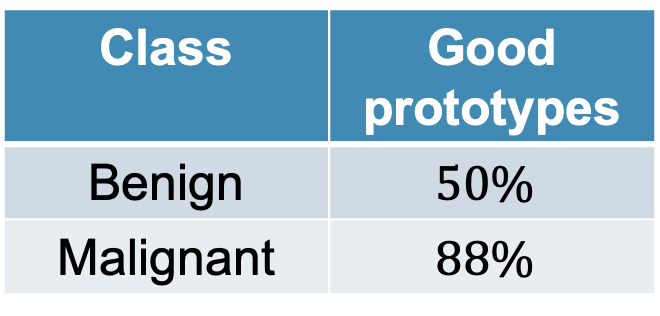 Class
Good
prototypes
Benign
50%
Malignant
88%